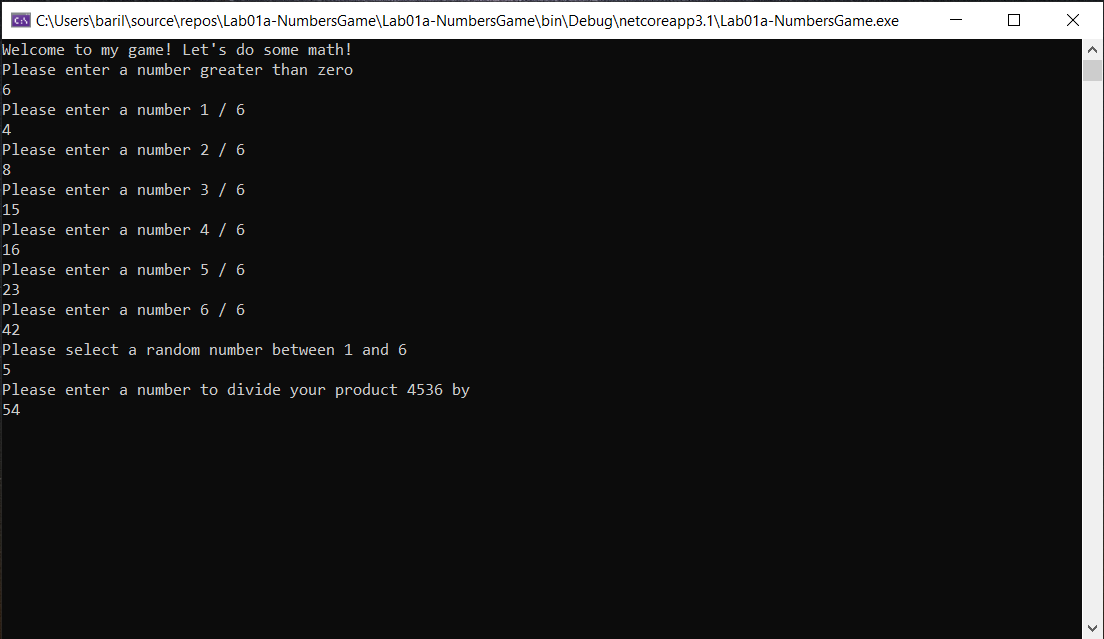 C:\Users\baril\source\repos\Lab01a-NumbersGame\Lab01a-NumbersGame\bin\Debug\netcoreapp3.1\Lab01a-NumbersGame.exe
Welcome to my game! Let's do some math!
Please enter a number greater than zero
6
Please enter a number 1 / 6
4
Please enter a number 2 / 6
8
Please enter a number 3 / 6
15
Please enter a number 4 / 6
16
Please enter a number 5 / 6
23
Please enter a number 6 / 6
42
Please select a random number between 1 and 6
5
Please enter a number to divide your product 4536 by
54